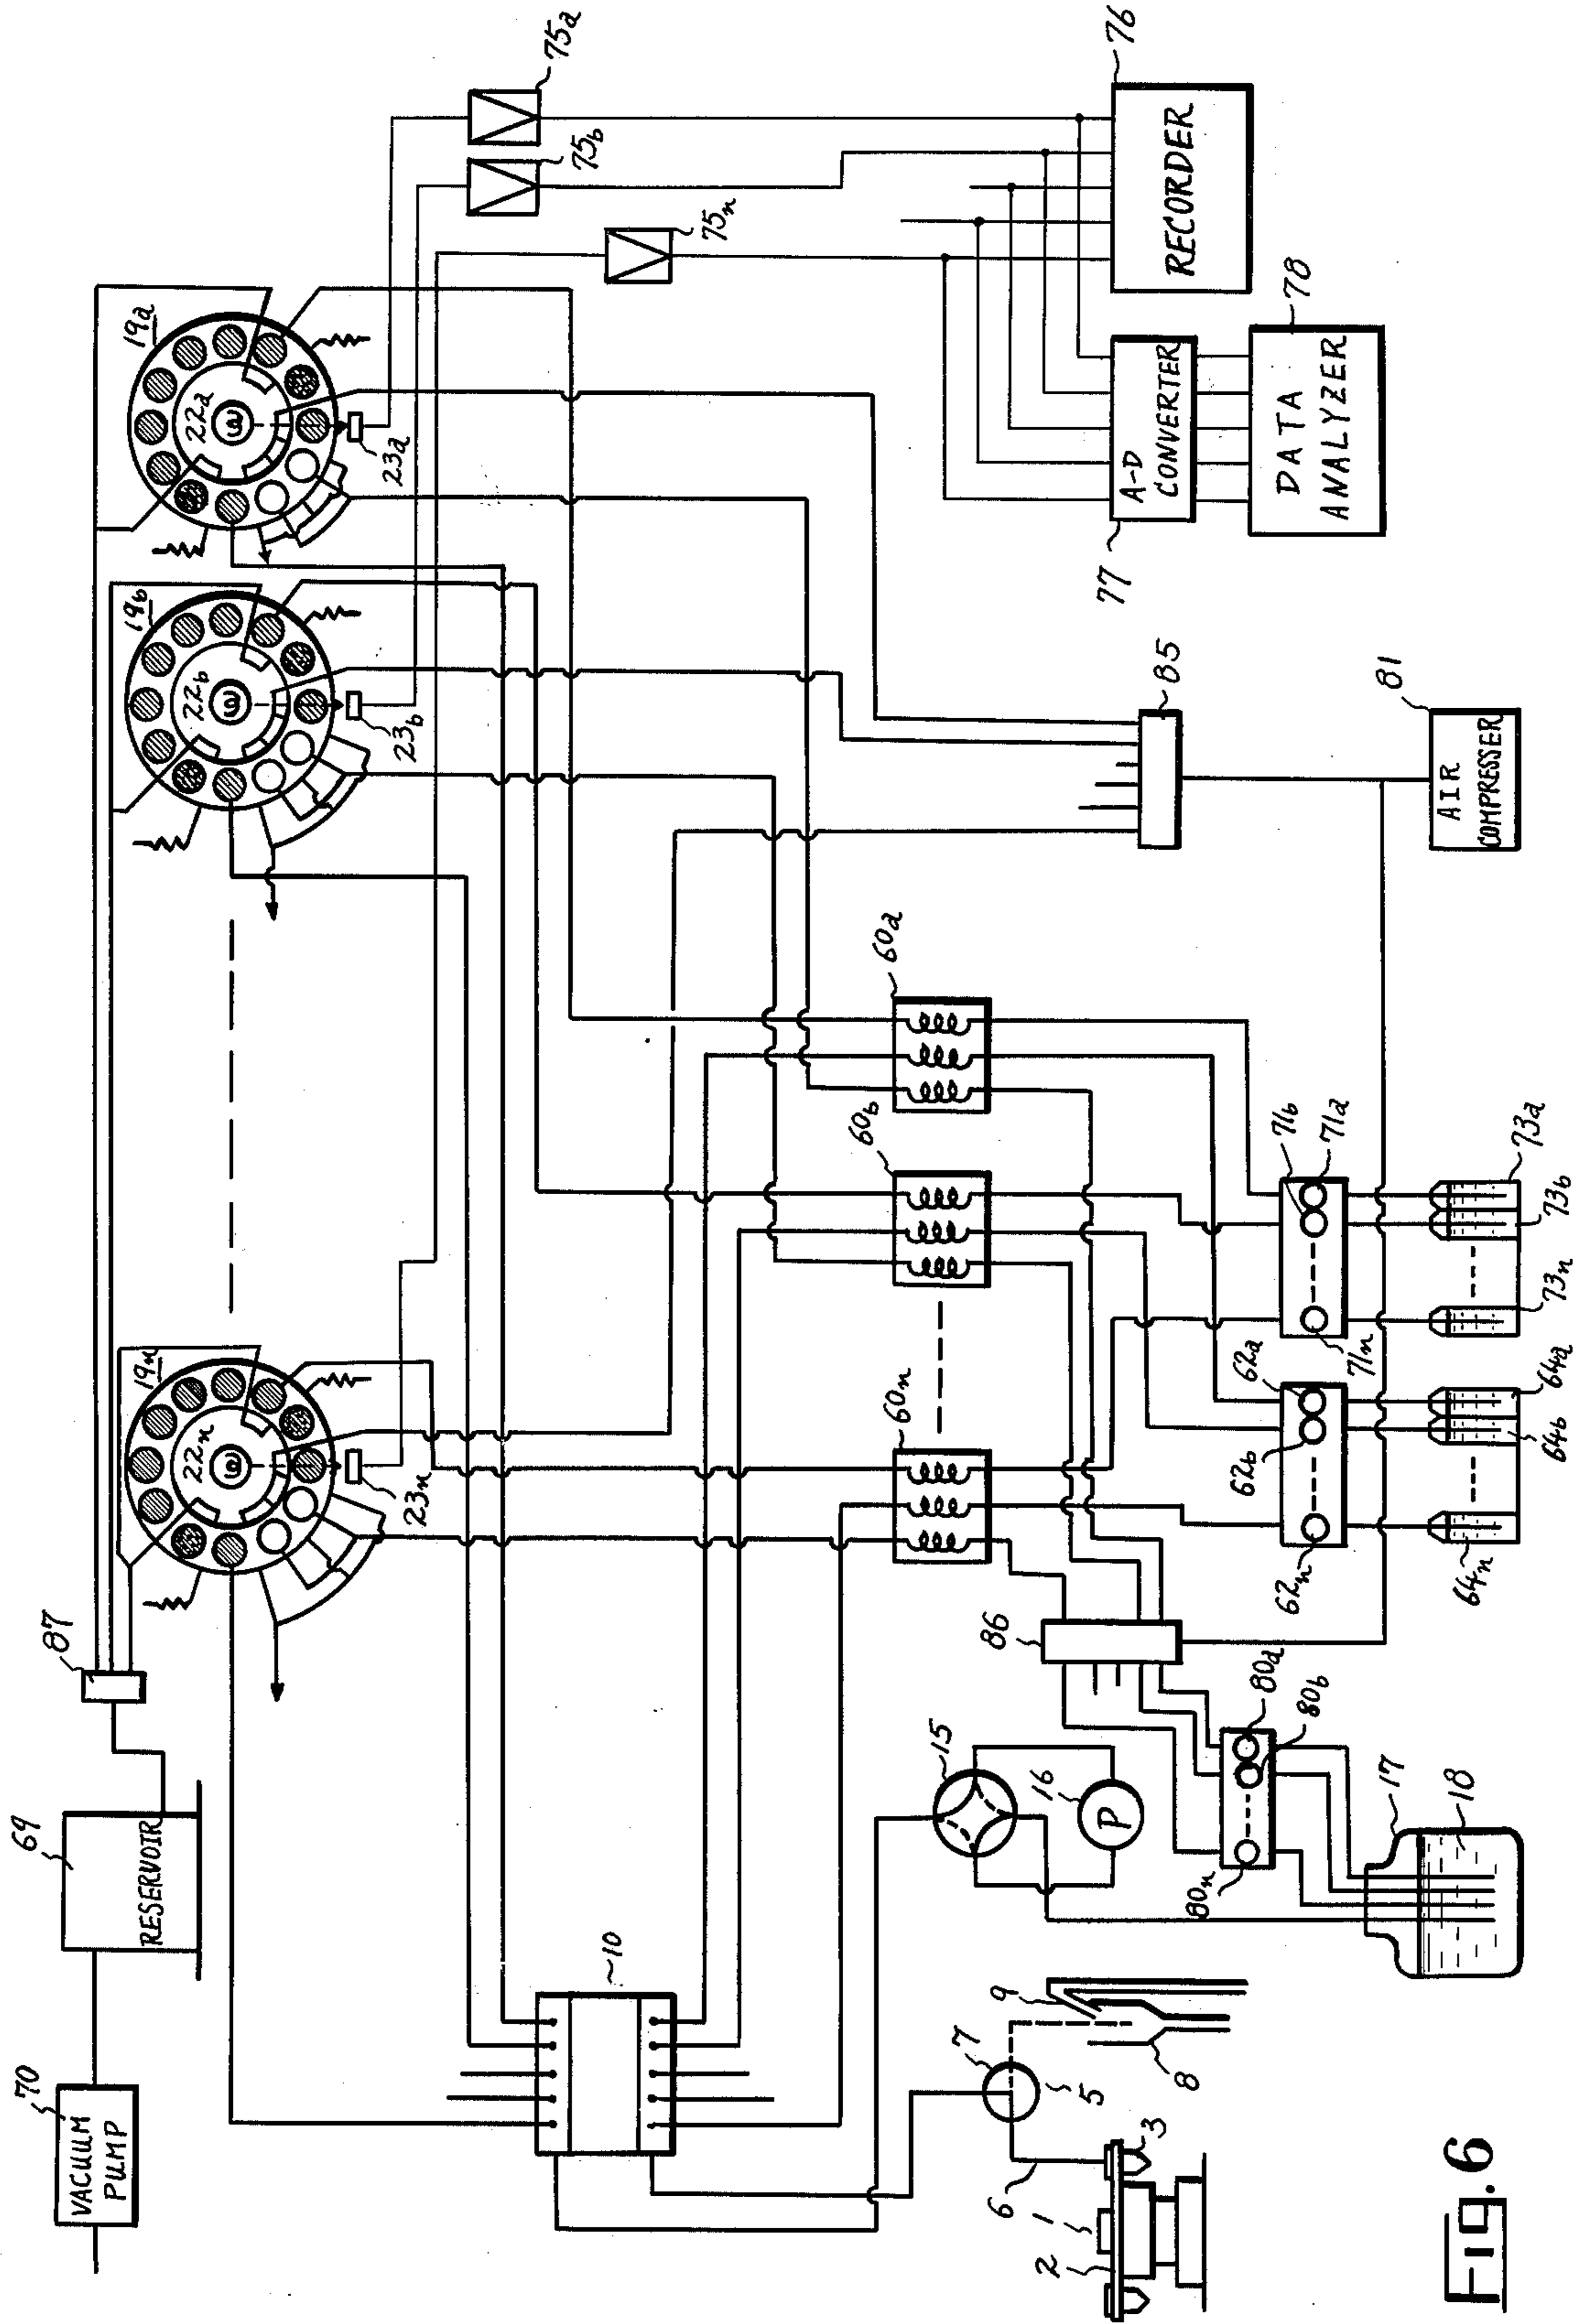 VACUUM
PUMP
70
RESERVOIR
69
87
19n
22n
23n
19b
22b
23b
19a
22a
23a
75a
75b
75n
RECORDER
76
A-D
CONVERTER
77
DATA
ANALYZER
78
85
AIR
COMPRESSER
81
60a
60b
60n
10
86
71b
71a
71n
73a
73b
73n
62a
62b
62n
64a
64b
64n
80a
80b
80n
15
16
P
17
18
7
5
9
8
6
3
1
2
Fig. 6